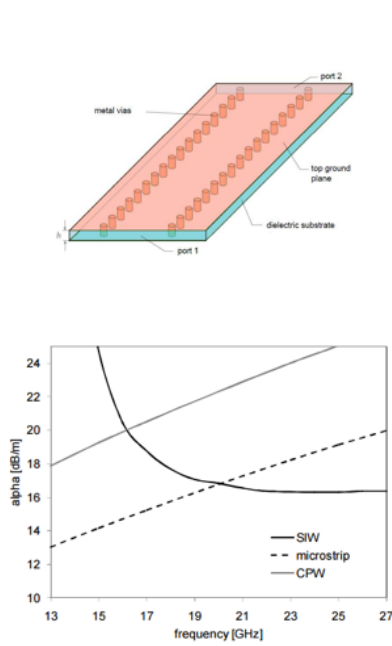 port 2
metal vias
top ground
plane
dielectric substrate
h
port 1
24
22
20
18
16
14
12
10
alpha [dB/m]
SIW
microstrip
CPW
13 15 17 19 21 23 25 27
frequency [GHz]